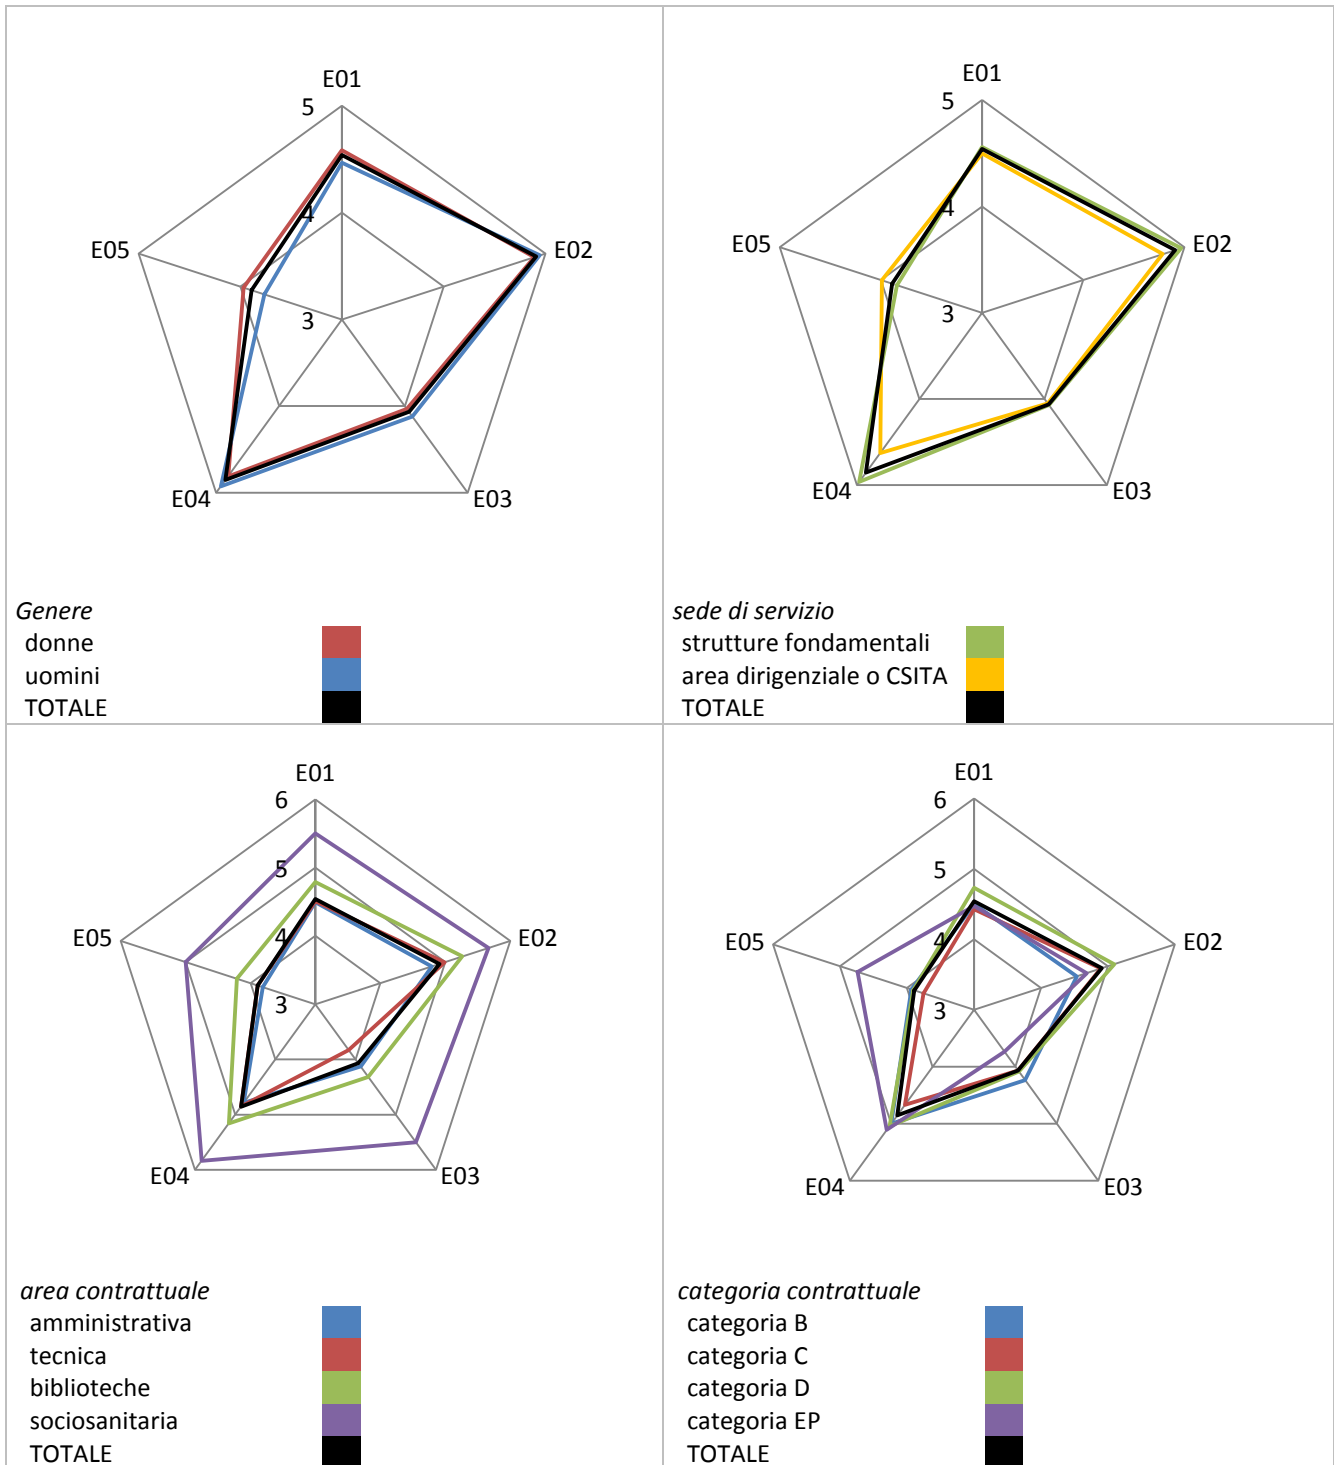 E01
5
4
3
E02
E03
E04
E05
Genere
donne
uomini
TOTALE
E01
5
4
3
E02
E03
E04
E05
sede di servizio
strutture fondamentali
area dirigenziale o CSITA
TOTALE
E01
6
5
4
3
E02
E03
E04
E05
area contrattuale
amministrativa
tecnica
biblioteche
sociosanitaria
TOTALE
E01
6
5
4
3
E02
E03
E04
E05
categoria contrattuale
categoria B
categoria C
categoria D
categoria EP
TOTALE